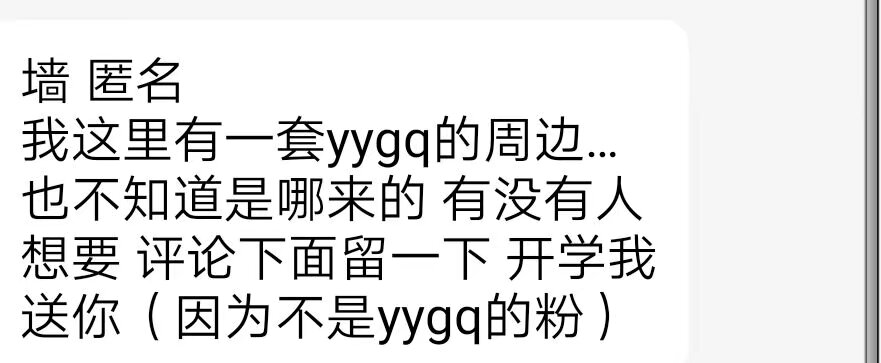 墙 匿名
我这里有一套yygq的周边...
也不知道是哪来的 有没有人
想要 评论下面留一下 开学我
送你（因为不是yygq的粉）